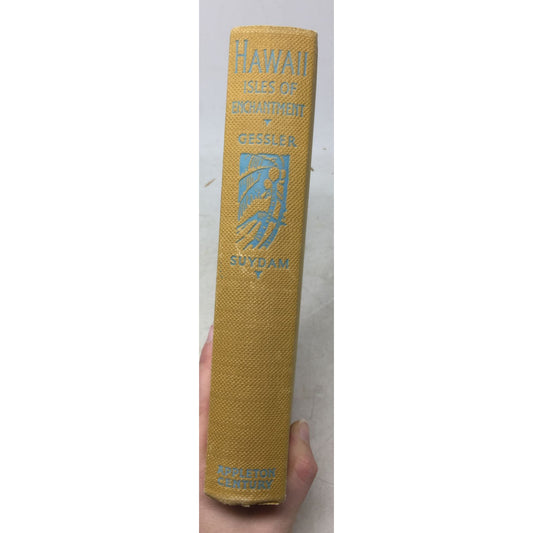 HAWAII
ISLES OF
ENCHANTMENT
GESSLER
SUYDAM
APPLETON
CENTURY